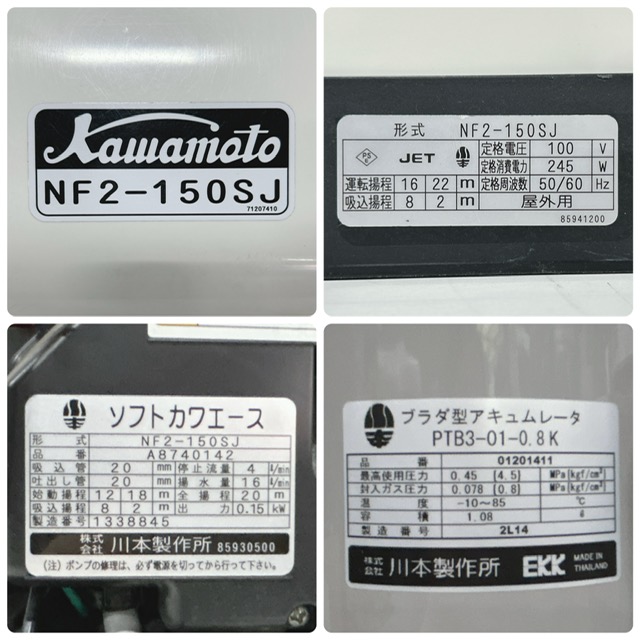 Kawamoto
NF2-150SJ
71207410
形式 NF2-150SJ
PS E JET 定格電圧 100 V
定格消費電力 245 W
運転揚程 16 22 m 定格周波数 50/60 Hz
吸込揚程 8 2 m 屋外用
85941200
ソフトカワエース
形式 NF2-150SJ
品番 A8740142
吸込管 20 mm 停止流量 4 ℓ/min
吐出し管 20 mm 揚水量 16 ℓ/min
始動揚程 12 18 m 全揚程 20 m
吸込揚程 8 2 m 出力 0.15 kW
製造番号 1338845
株式会社 川本製作所 85930500
(注) ポンプの修理は、必ず電源を切ってから行って下さい。
ブラダ型アキュムレータ
PTB3-01-0.8K
品番 01201411
最高使用圧力 0.45 {4.5} MPa{kgf/cm²}
封入ガス圧力 0.078 {0.8} MPa{kgf/cm²}
温度 -10~85 ℃
容積 1.08 ℓ
製造番号 2L14
株式会社 川本製作所 EKK MADE IN THAILAND